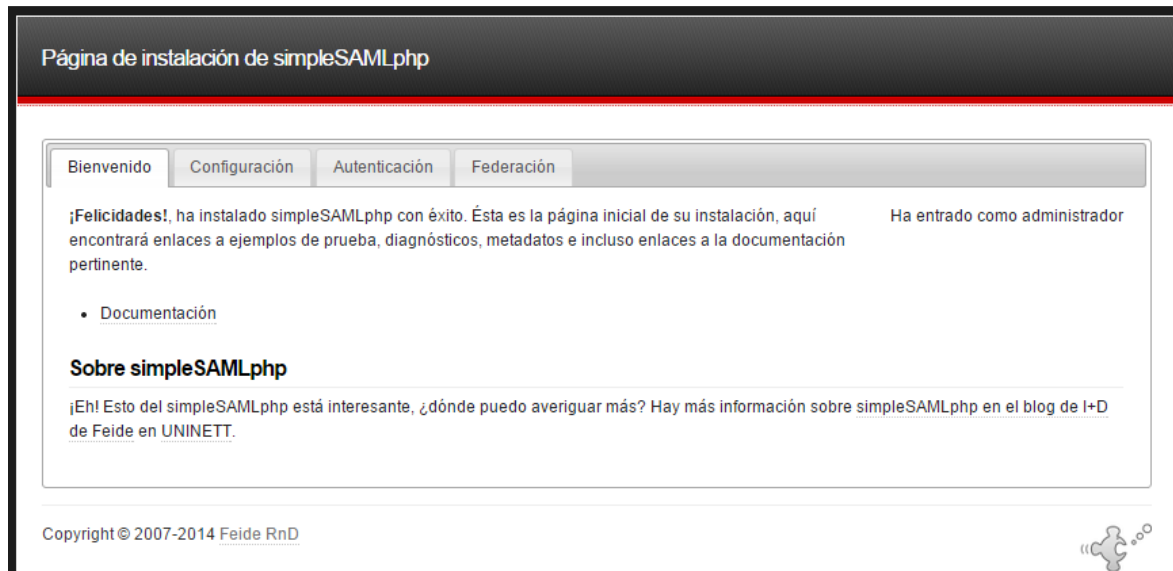 Página de instalación de simpleSAMLphp
Bienvenido
Configuración
Autenticación
Federación
¡Felicidades!, ha instalado simpleSAMLphp con éxito. Ésta es la página inicial de su instalación, aquí
encontrará enlaces a ejemplos de prueba, diagnósticos, metadatos e incluso enlaces a la documentación
pertinente.
Ha entrado como administrador
Documentación
Sobre simpleSAMLphp
¡Eh! Esto del simpleSAMLphp está interesante, ¿dónde puedo averiguar más? Hay más información sobre simpleSAMLphp en el blog de I+D
de Feide en UNINETT.
Copyright © 2007-2014 Feide RnD